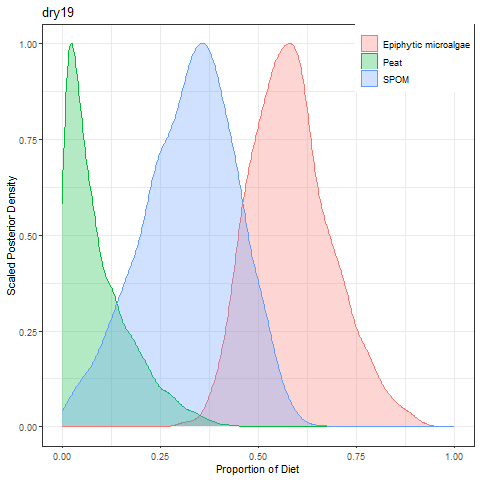 dry19
Epiphytic microalgae
Peat
SPOM
Scaled Posterior Density
1.00
0.75
0.50
0.25
0.00
0.00 0.25 0.50 0.75 1.00
Proportion of Diet